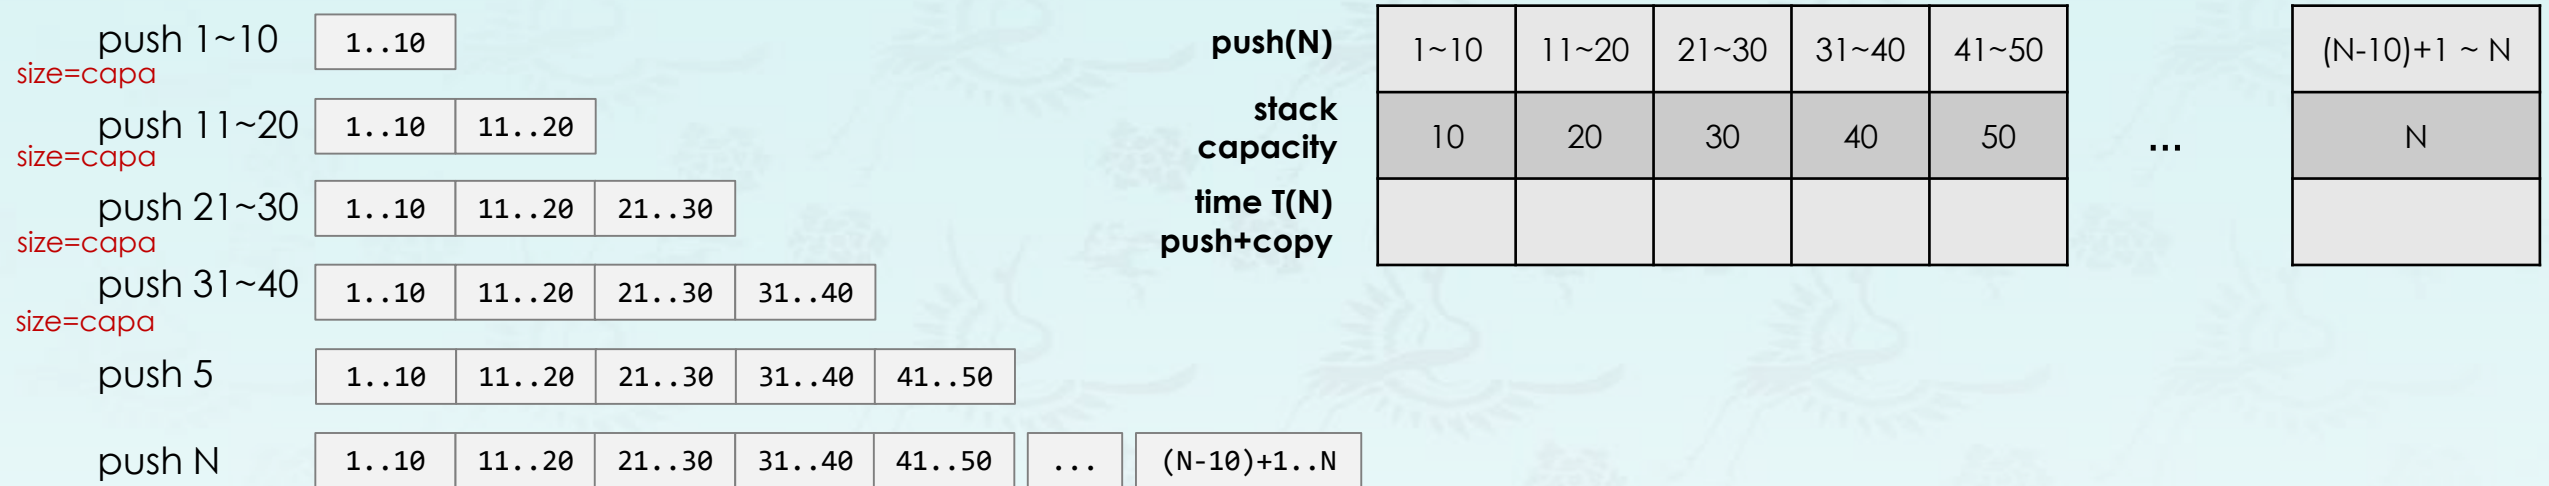 push 1~10 1..10
size=capa
push 11~20 1..10 11..20
size=capa
push 21~30 1..10 11..20 21..30
size=capa
push 31~40 1..10 11..20 21..30 31..40
size=capa
push 5 1..10 11..20 21..30 31..40 41..50
push N 1..10 11..20 21..30 31..40 41..50 ... (N-10)+1..N
push(N) 1~10 11~20 21~30 31~40 41~50 (N-10)+1 ~ N
stack
capacity 10 20 30 40 50 ... N
time T(N)
push+copy